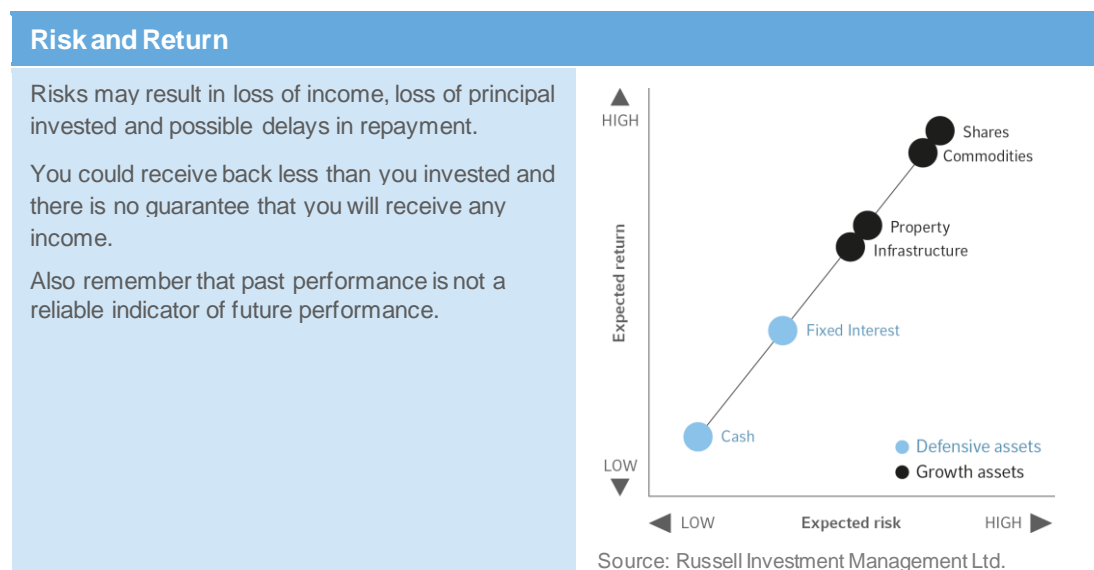 Risk and Return
Risks may result in loss of income, loss of principal
invested and possible delays in repayment.
You could receive back less than you invested and
there is no guarantee that you will receive any
income.
Also remember that past performance is not a
reliable indicator of future performance.
HIGH
Expected return
LOW
Shares
Commodities
Property
Infrastructure
Fixed Interest
Cash
Defensive assets
Growth assets
LOW
Expected risk
HIGH
Source: Russell Investment Management Ltd.